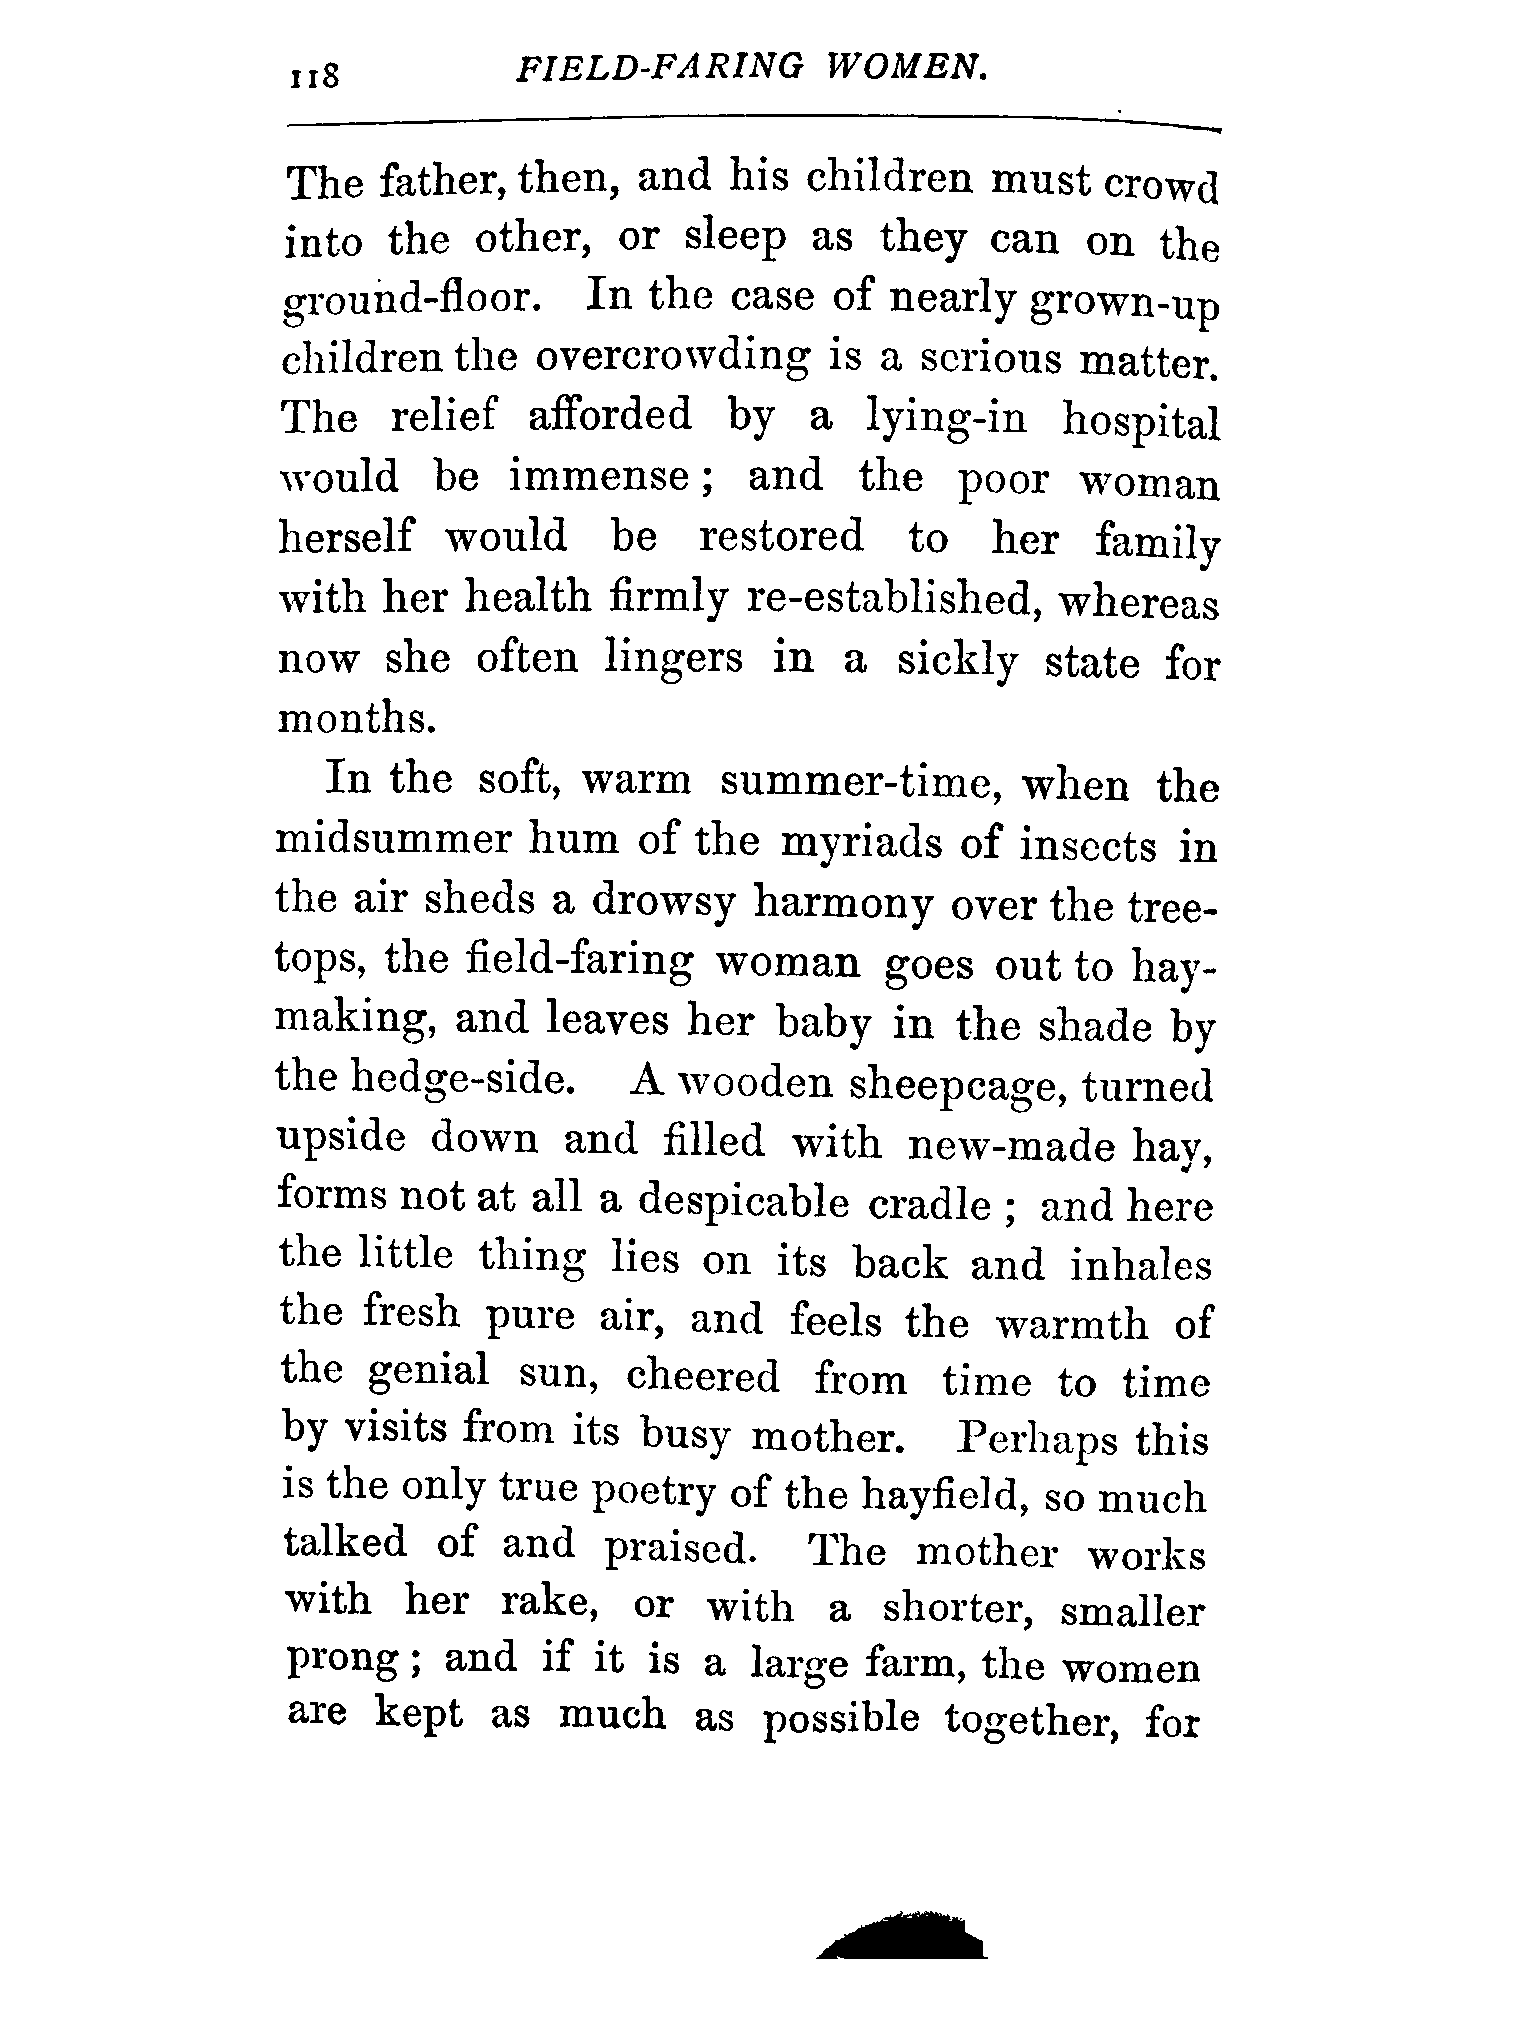 118 FIELD-FARING WOMEN.
The father, then, and his children must crowd
into the other, or sleep as they can on the
ground-floor. In the case of nearly grown-up
children the overcrowding is a serious matter.
The relief afforded by a lying-in hospital
would be immense; and the poor woman
herself would be restored to her family
with her health firmly re-established, whereas
now she often lingers in a sickly state for
months.
In the soft, warm summer-time, when the
midsummer hum of the myriads of insects in
the air sheds a drowsy harmony over the tree-
tops, the field-faring woman goes out to hay-
making, and leaves her baby in the shade by
the hedge-side. A wooden sheepcage, turned
upside down and filled with new-made hay,
forms not at all a despicable cradle; and here
the little thing lies on its back and inhales
the fresh pure air, and feels the warmth of
the genial sun, cheered from time to time
by visits from its busy mother. Perhaps this
is the only true poetry of the hayfield, so much
talked of and praised. The mother works
with her rake, or with a shorter, smaller
prong; and if it is a large farm, the women
are kept as much as possible together, for